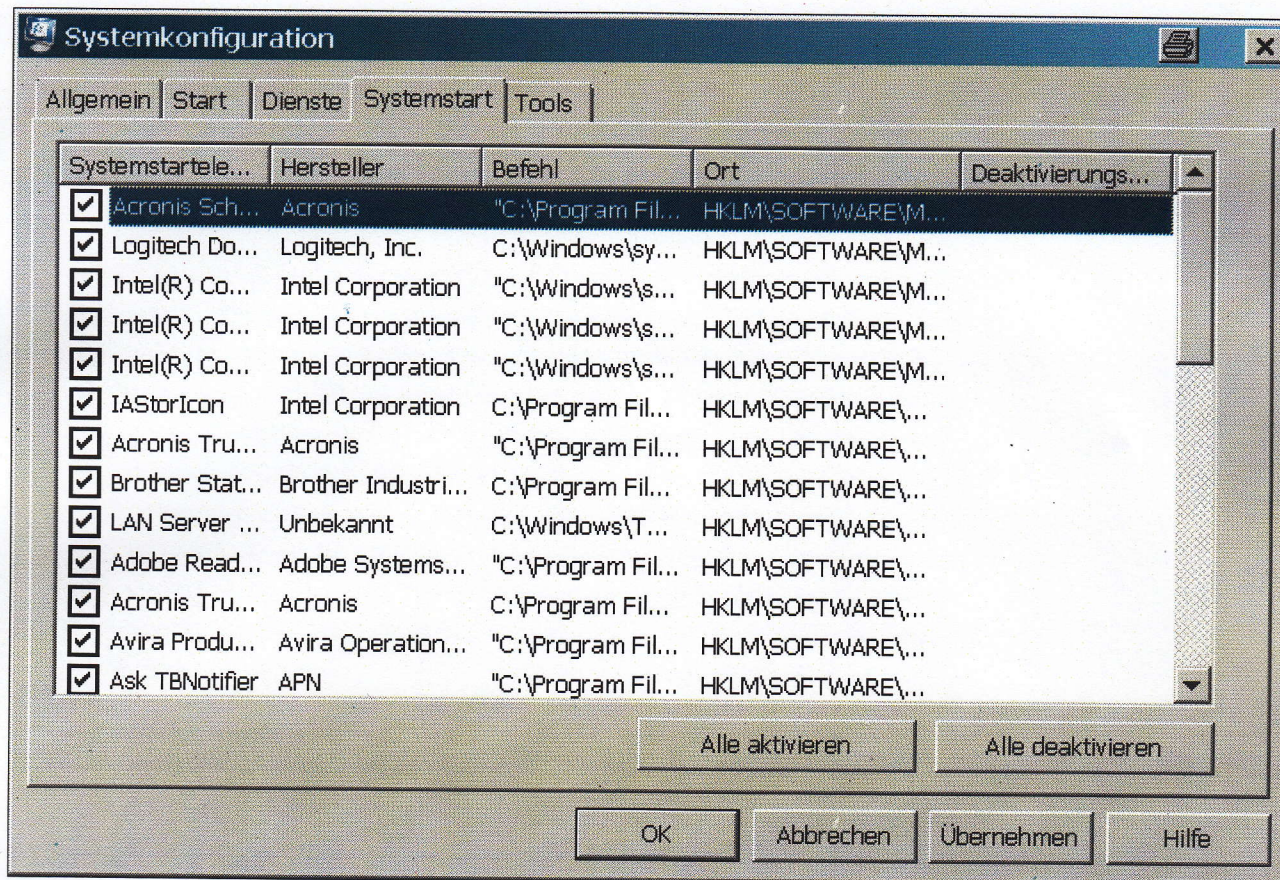 Systemkonfiguration
Allgemein Start Dienste Systemstart Tools
Systemstartele... Hersteller Befehl Ort Deaktivierungs...
Acronis Sch... Acronis "C:\Program Fil... HKLM\SOFTWARE\M...
Logitech Do... Logitech, Inc. C:\Windows\sy... HKLM\SOFTWARE\M...
Intel(R) Co... Intel Corporation "C:\Windows\s... HKLM\SOFTWARE\M...
Intel(R) Co... Intel Corporation "C:\Windows\s... HKLM\SOFTWARE\M...
Intel(R) Co... Intel Corporation "C:\Windows\s... HKLM\SOFTWARE\M...
IAStorIcon Intel Corporation C:\Program Fil... HKLM\SOFTWARE\...
Acronis Tru... Acronis "C:\Program Fil... HKLM\SOFTWARE\...
Brother Stat... Brother Industri... C:\Program Fil... HKLM\SOFTWARE\...
LAN Server ... Unbekannt C:\Windows\T... HKLM\SOFTWARE\...
Adobe Read... Adobe Systems... "C:\Program Fil... HKLM\SOFTWARE\...
Acronis Tru... Acronis C:\Program Fil... HKLM\SOFTWARE\...
Avira Produ... Avira Operation... "C:\Program Fil... HKLM\SOFTWARE\...
Ask TBNotifier APN "C:\Program Fil... HKLM\SOFTWARE\...
Alle aktivieren Alle deaktivieren
OK Abbrechen Übernehmen Hilfe